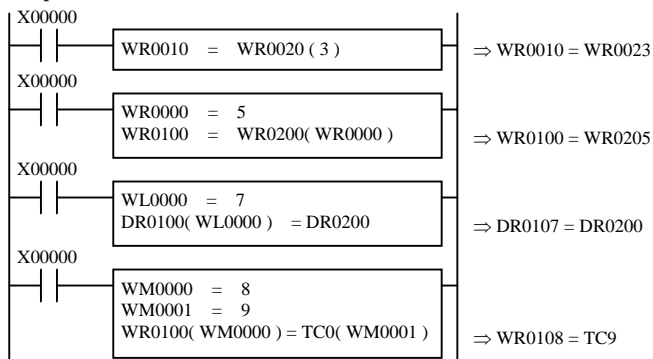 X00000
WR0010 = WR0020 ( 3 ) ⇒ WR0010 = WR0023
X00000
WR0000 = 5
WR0100 = WR0200( WR0000 ) ⇒ WR0100 = WR0205
X00000
WL0000 = 7
DR0100( WL0000 ) = DR0200 ⇒ DR0107 = DR0200
X00000
WM0000 = 8
WM0001 = 9
WR0100( WM0000 ) = TC0( WM0001 ) ⇒ WR0108 = TC9